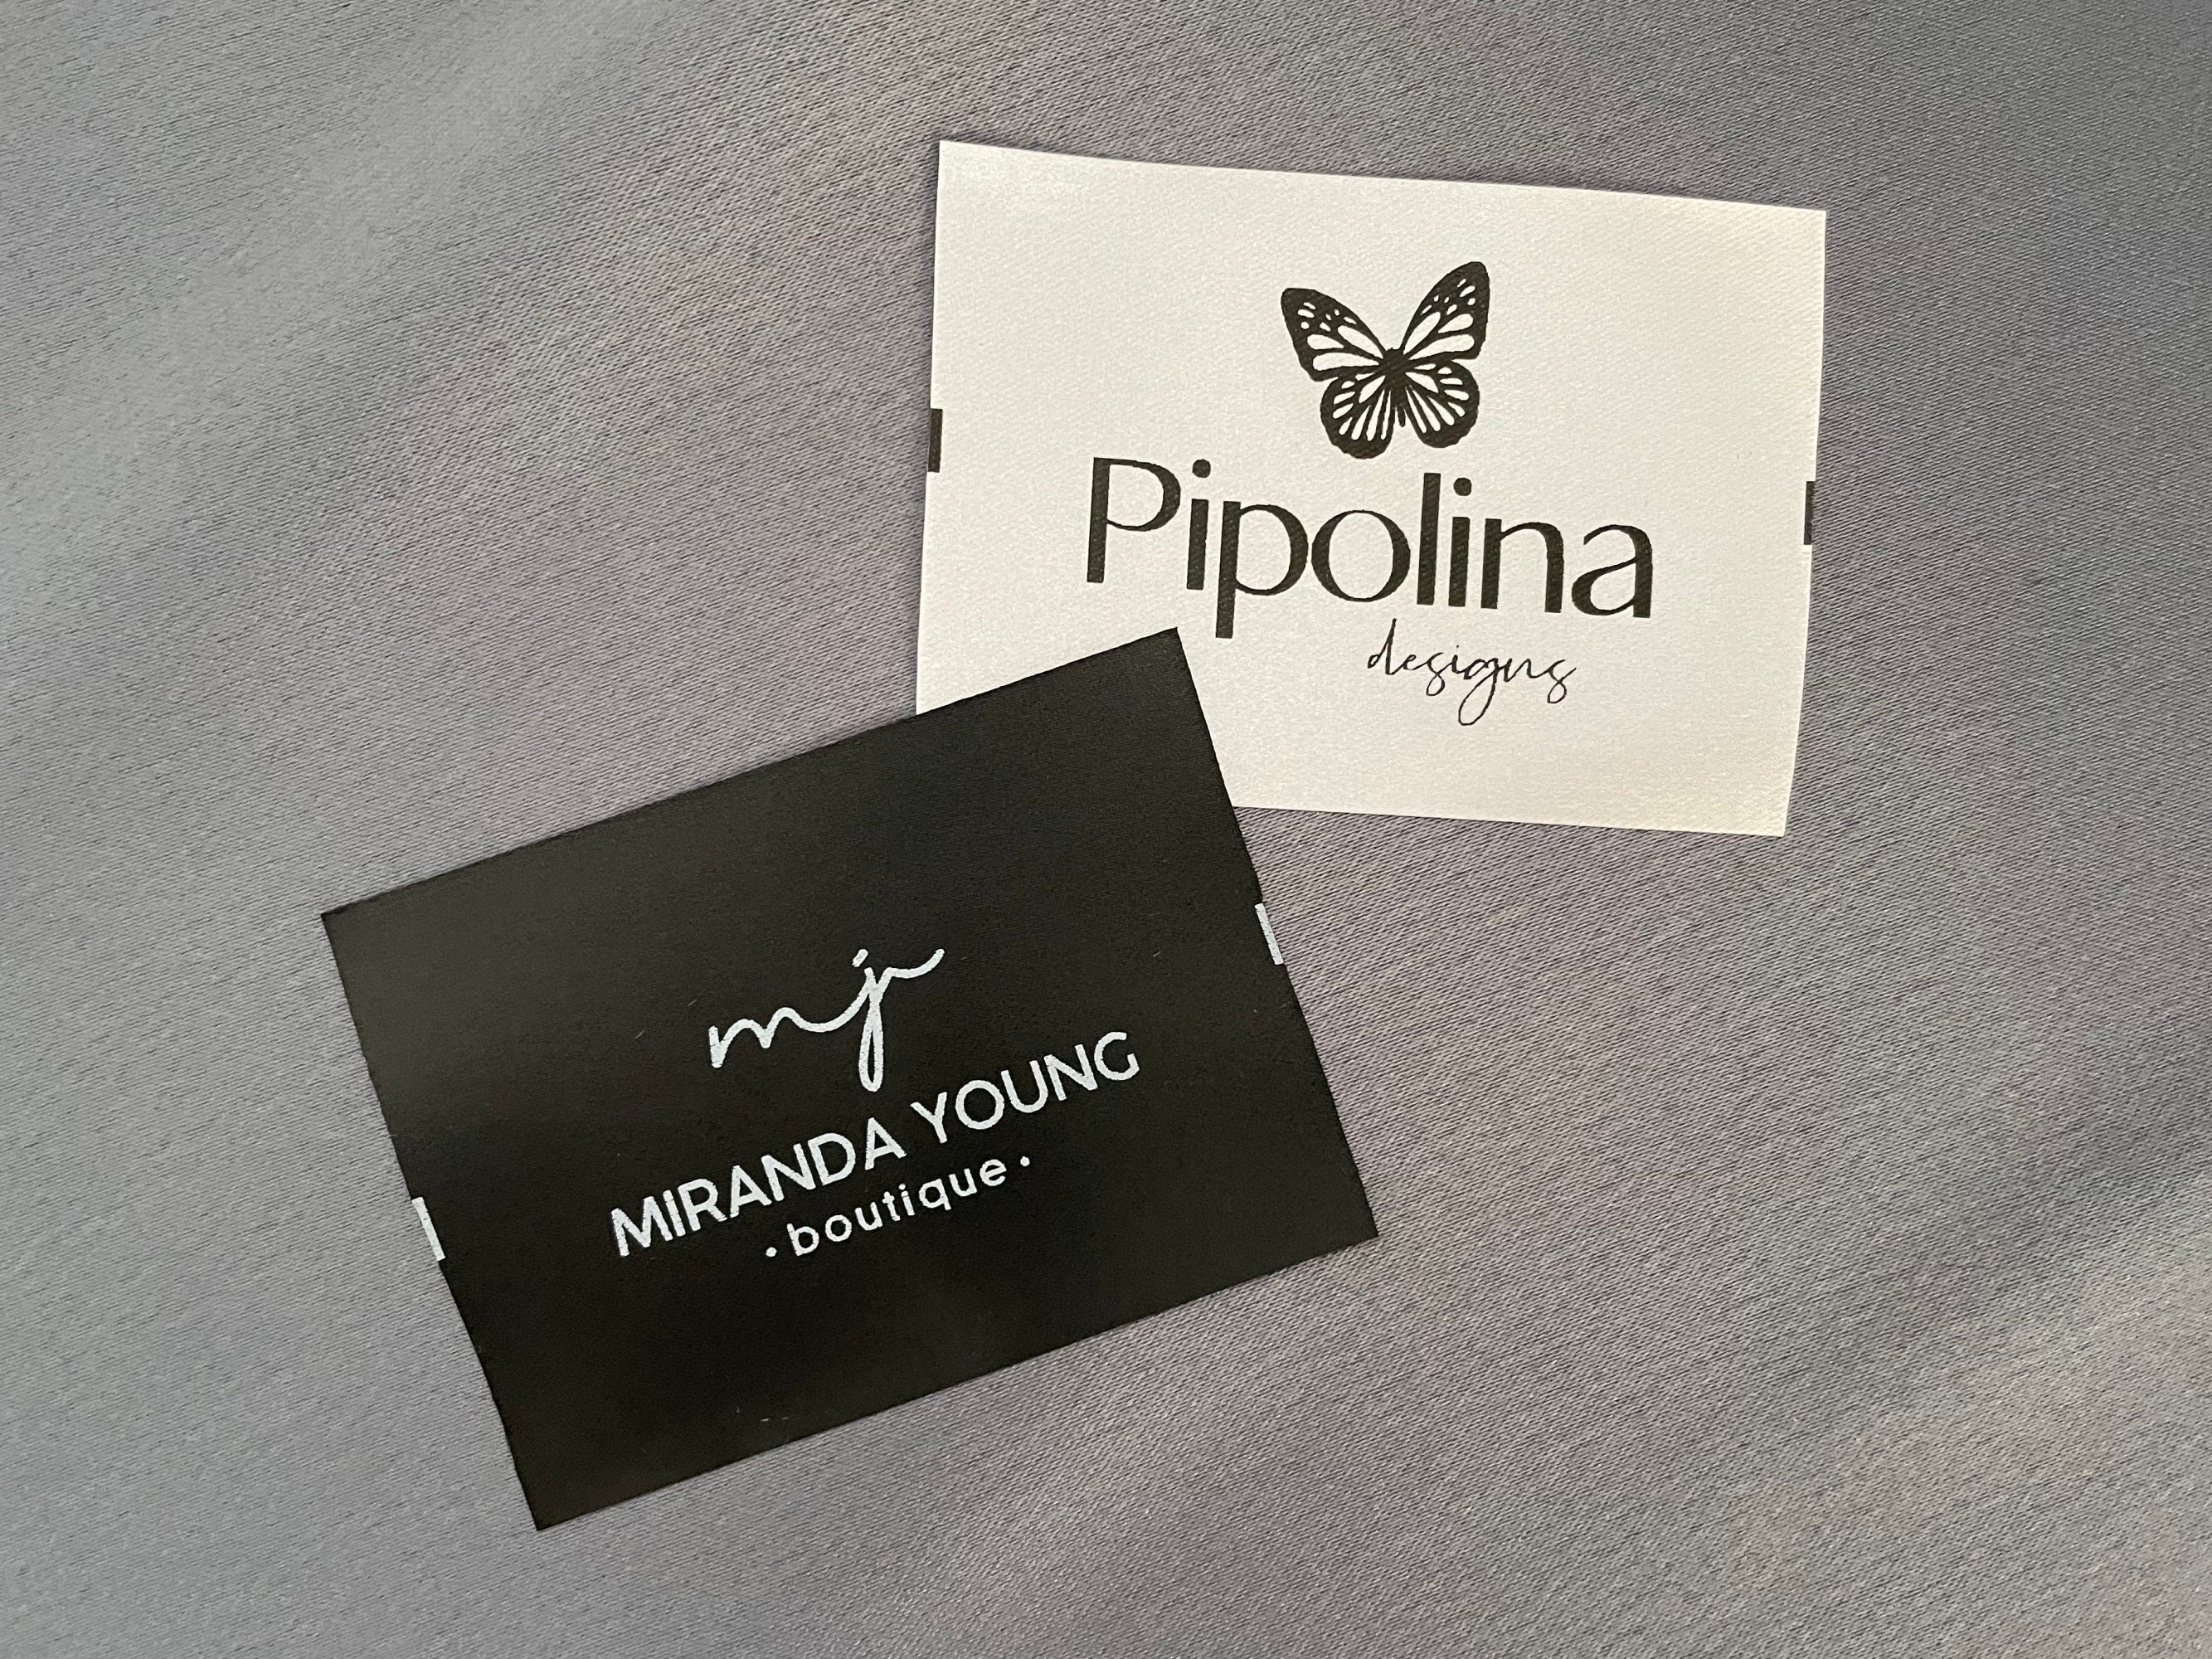 Pipolina
designs
mj
MIRANDA YOUNG
•boutique•